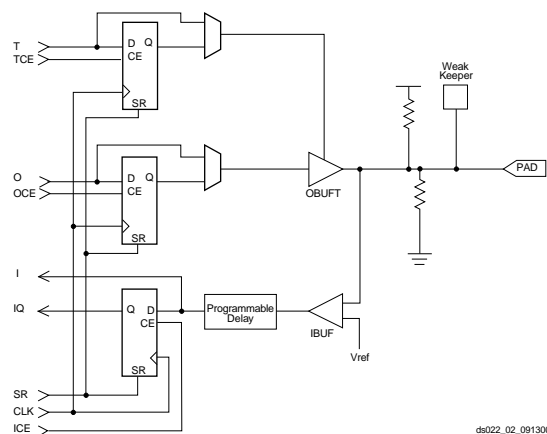 T
TCE
D Q
CE
SR
Weak
Keeper
O
OCE
D Q
CE
SR
OBUFT
PAD
I
IQ
Q D
CE
SR
Programmable
Delay
IBUF
Vref
SR
CLK
ICE
ds022_02_091300